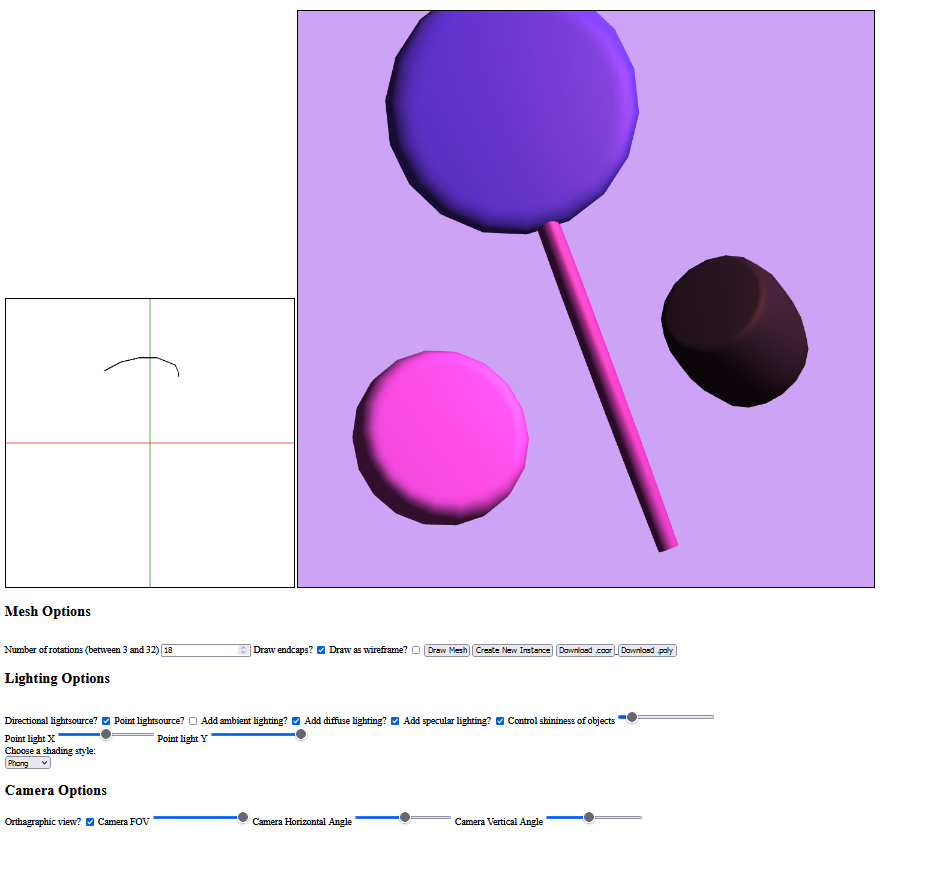 Mesh Options
Number of rotations (between 3 and 32) 18 Draw endcaps? Draw as wireframe? Draw Mesh Create New Instance Download .coor Download .poly
Lighting Options
Directional lightsource? Point lightsource? Add ambient lighting? Add diffuse lighting? Add specular lighting? Control shininess of objects
Point light X Point light Y
Choose a shading style:
Phong
Camera Options
Orthagraphic view? Camera FOV Camera Horizontal Angle Camera Vertical Angle